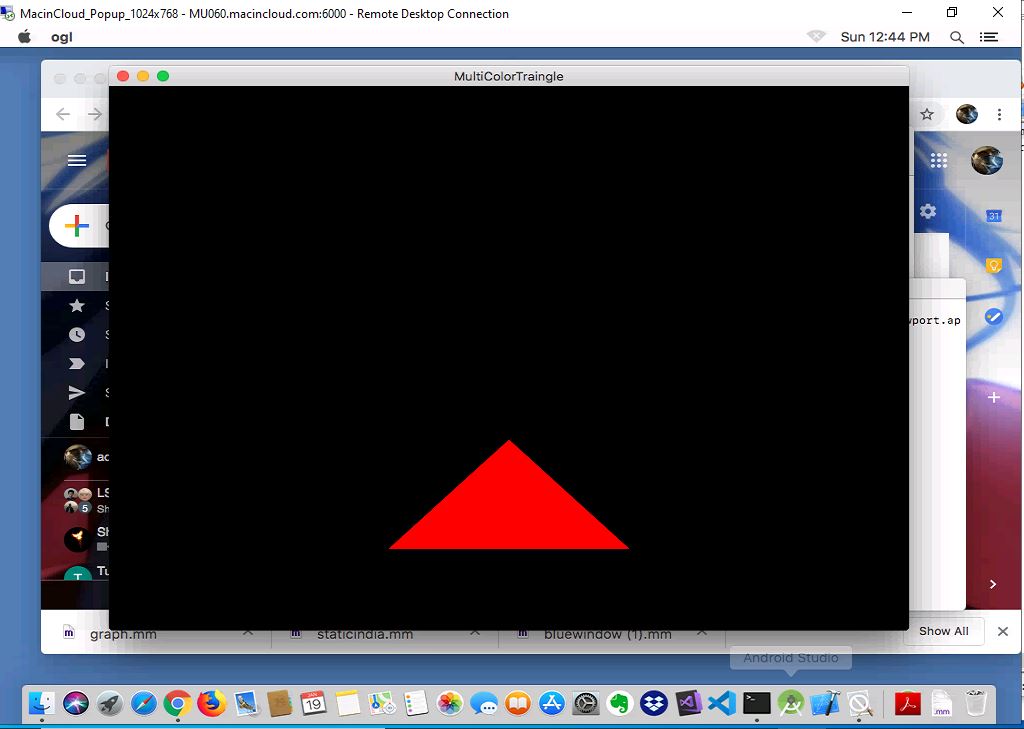 MacinCloud_Popup_1024x768 - MU060.macincloud.com:6000 - Remote Desktop Connection
ogl
Sun 12:44 PM
MultiColorTraingle
31
wport.ap
ac
LS
5 Sh
Sh
Tu
T
graph.mm
staticindia.mm
bluewindow (1).mm
Show All
Android Studio
JAN
19
.mm